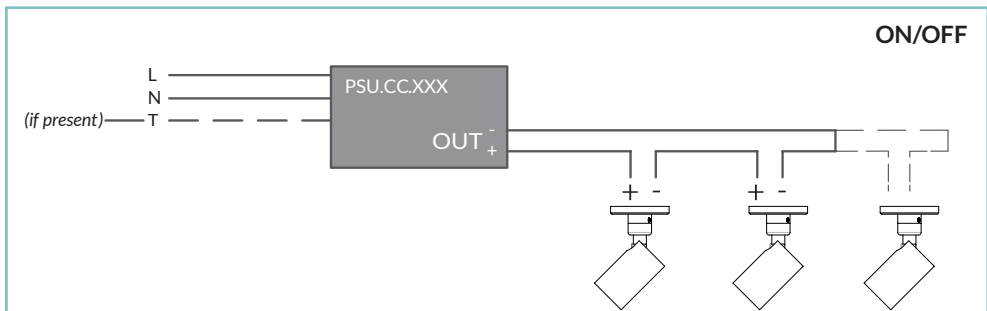 ON/OFF
L
N
(if present) T
PSU.CC.XXX
OUT -
+
+ - + -